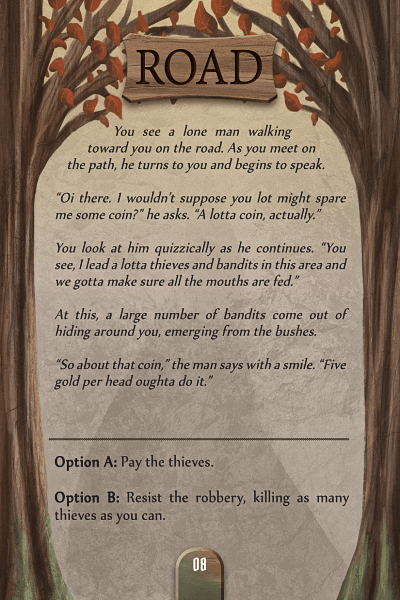 ROAD
You see a lone man walking
toward you on the road. As you meet on
the path, he turns to you and begins to speak.
“Oi there. I wouldn’t suppose you lot might spare
me some coin?” he asks. “A lotta coin, actually.”
You look at him quizzically as he continues. “You
see, I lead a lotta thieves and bandits in this area and
we gotta make sure all the mouths are fed.”
At this, a large number of bandits come out of
hiding around you, emerging from the bushes.
“So about that coin,” the man says with a smile. “Five
gold per head oughta do it.”
Option A: Pay the thieves.
Option B: Resist the robbery, killing as many
thieves as you can.
08